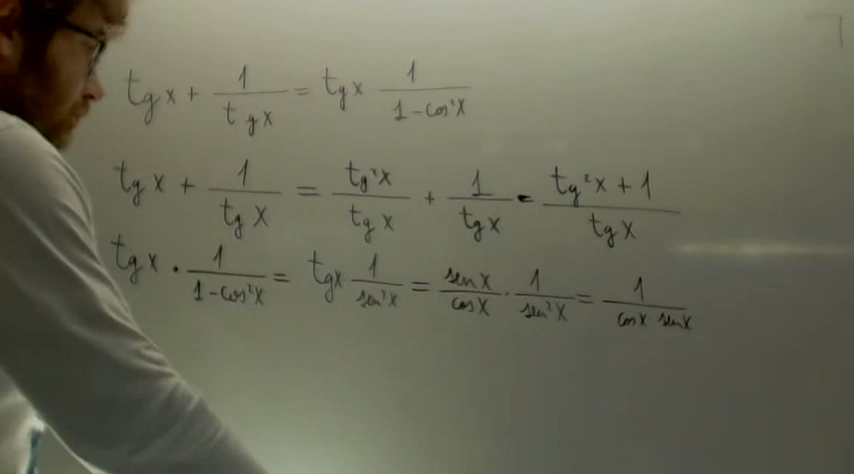 tg x + 1/tg x = tg x 1/1-cos²x
tg x + 1/tg x = tg²x/tg x + 1/tg x = tg²x + 1/tg x
tg x · 1/1-cos²x = tg x · 1/sen²x = sen x/cos x · 1/sen²x = 1/cos x sen x